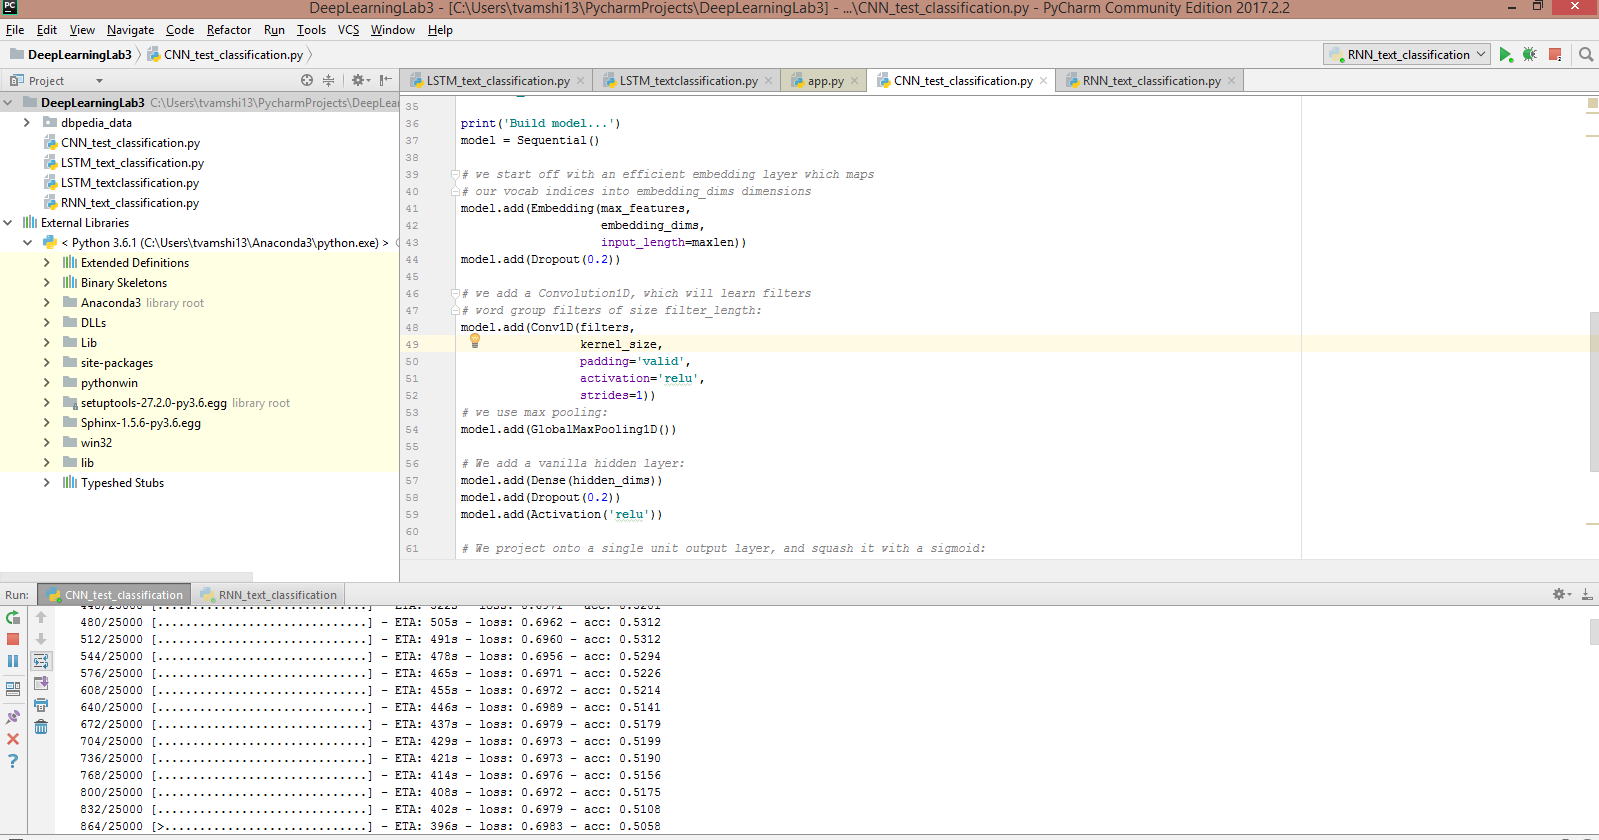 PC DeepLearningLab3 - [C:\Users\tvamshi13\PycharmProjects\DeepLearningLab3] - ...\CNN_test_classification.py - PyCharm Community Edition 2017.2.2
File Edit View Navigate Code Refactor Run Tools VCS Window Help
DeepLearningLab3 CNN_test_classification.py RNN_text_classification
Project LSTM_text_classification.py LSTM_textclassification.py app.py CNN_test_classification.py RNN_text_classification.py
DeepLearningLab3 C:\Users\tvamshi13\PycharmProjects\DeepLearni
dbpedia_data
CNN_test_classification.py
LSTM_text_classification.py
LSTM_textclassification.py
RNN_text_classification.py
External Libraries
< Python 3.6.1 (C:\Users\tvamshi13\Anaconda3\python.exe) >
Extended Definitions
Binary Skeletons
Anaconda3 library root
DLLs
Lib
site-packages
pythonwin
setuptools-27.2.0-py3.6.egg library root
Sphinx-1.5.6-py3.6.egg
win32
lib
Typeshed Stubs
35
36 print('Build model...')
37 model = Sequential()
38
39 # we start off with an efficient embedding layer which maps
40 # our vocab indices into embedding_dims dimensions
41 model.add(Embedding(max_features,
42 embedding_dims,
43 input_length=maxlen))
44 model.add(Dropout(0.2))
45
46 # we add a Convolution1D, which will learn filters
47 # word group filters of size filter_length:
48 model.add(Conv1D(filters,
49 kernel_size,
50 padding='valid',
51 activation='relu',
52 strides=1))
53 # we use max pooling:
54 model.add(GlobalMaxPooling1D())
55
56 # We add a vanilla hidden layer:
57 model.add(Dense(hidden_dims))
58 model.add(Dropout(0.2))
59 model.add(Activation('relu'))
60
61 # We project onto a single unit output layer, and squash it with a sigmoid:
Run: CNN_test_classification RNN_text_classification
480/25000 [..............................] - ETA: 505s - loss: 0.6962 - acc: 0.5312
512/25000 [..............................] - ETA: 491s - loss: 0.6960 - acc: 0.5312
544/25000 [..............................] - ETA: 478s - loss: 0.6956 - acc: 0.5294
576/25000 [..............................] - ETA: 465s - loss: 0.6971 - acc: 0.5226
608/25000 [..............................] - ETA: 455s - loss: 0.6972 - acc: 0.5214
640/25000 [..............................] - ETA: 446s - loss: 0.6989 - acc: 0.5141
672/25000 [..............................] - ETA: 437s - loss: 0.6979 - acc: 0.5179
704/25000 [..............................] - ETA: 429s - loss: 0.6973 - acc: 0.5199
736/25000 [..............................] - ETA: 421s - loss: 0.6973 - acc: 0.5190
768/25000 [..............................] - ETA: 414s - loss: 0.6976 - acc: 0.5156
800/25000 [..............................] - ETA: 408s - loss: 0.6972 - acc: 0.5175
832/25000 [..............................] - ETA: 402s - loss: 0.6979 - acc: 0.5108
864/25000 [>.............................] - ETA: 396s - loss: 0.6983 - acc: 0.5058